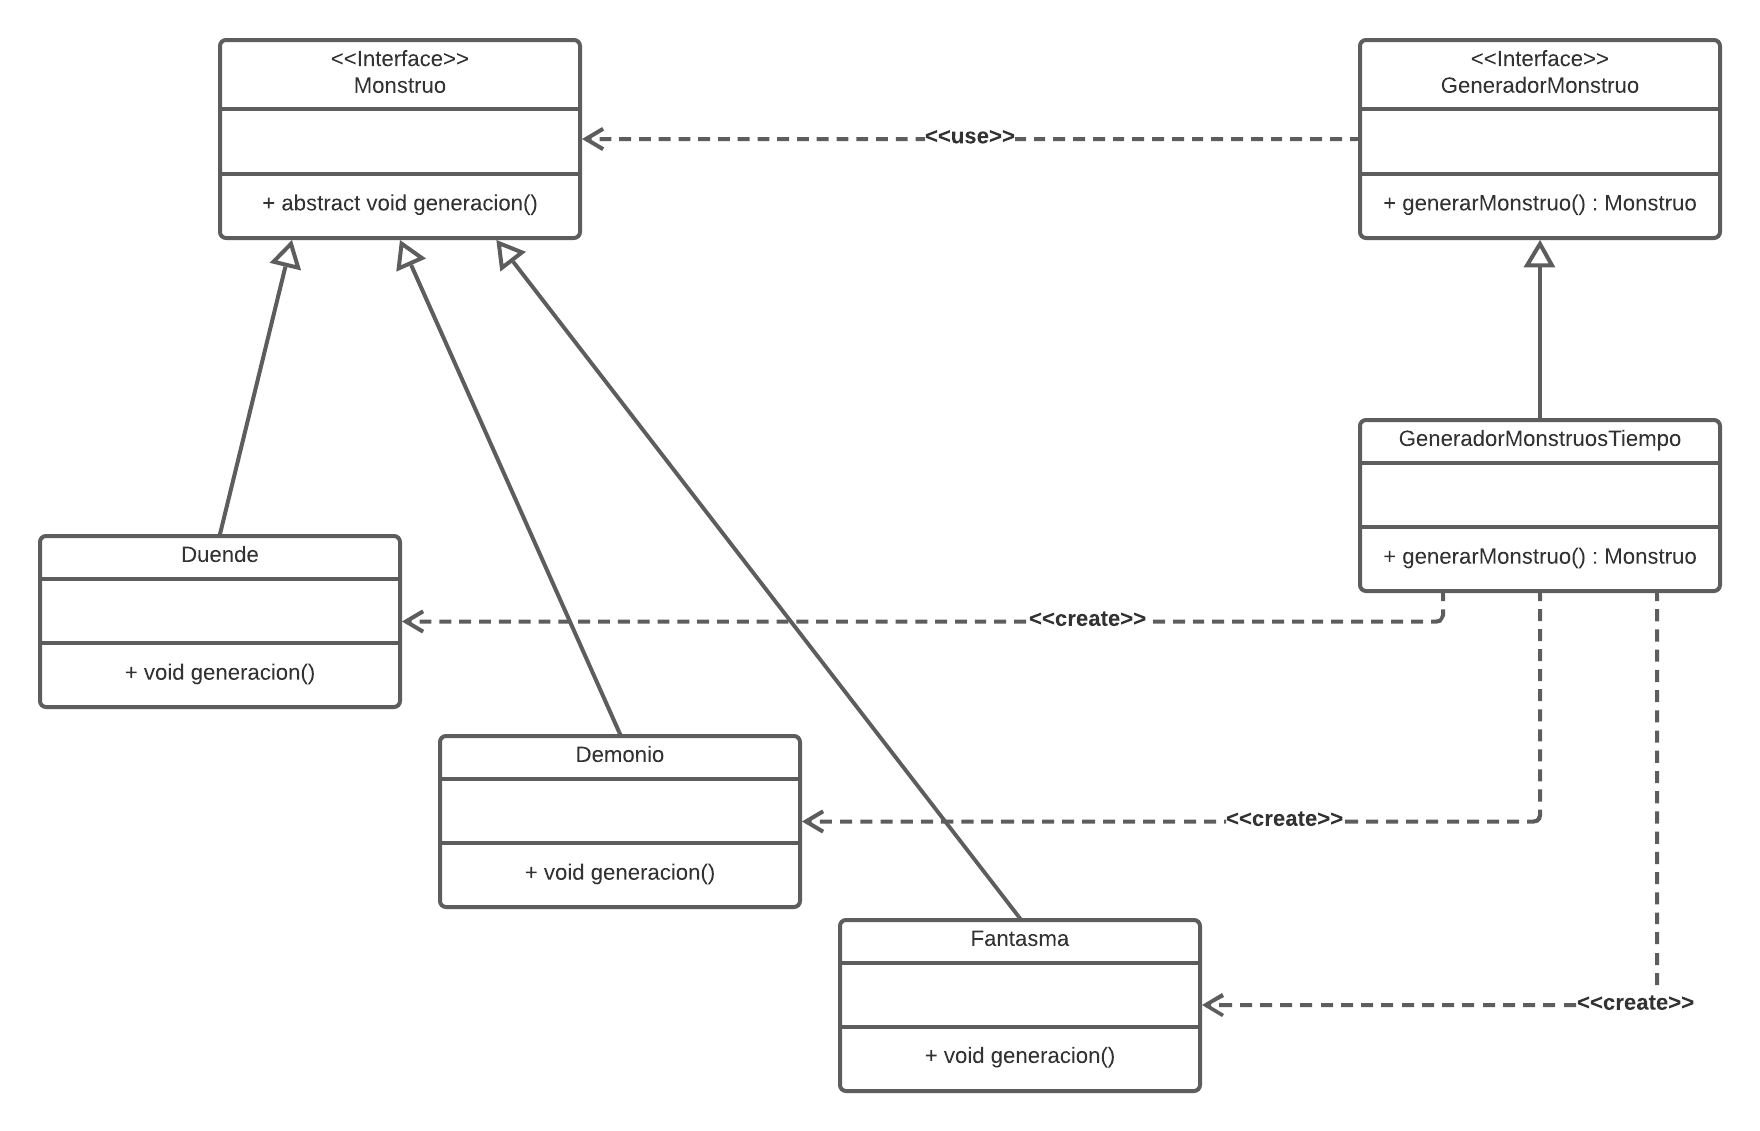 <<Interface>>
Monstruo
+ abstract void generacion()
<<use>>
<<Interface>>
GeneradorMonstruo
+ generarMonstruo() : Monstruo
GeneradorMonstruosTiempo
+ generarMonstruo() : Monstruo
Duende
+ void generacion()
<<create>>
Demonio
+ void generacion()
<<create>>
Fantasma
+ void generacion()
<<create>>